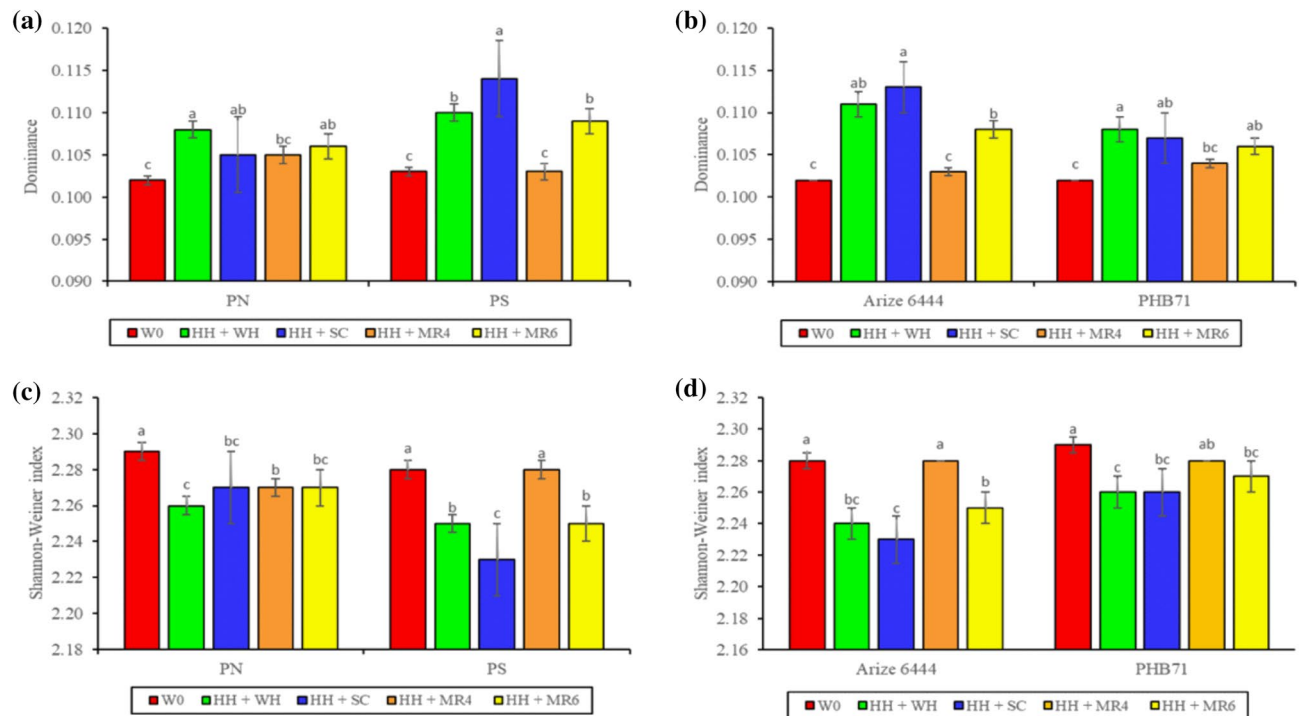 (a)
0.120
0.115
0.110
0.105
0.100
0.095
0.090
Dominance
c a ab bc ab c b a c b
PN PS
W0 HH + WH HH + SC HH + MR4 HH + MR6
(b)
0.120
0.115
0.110
0.105
0.100
0.095
0.090
Dominance
c ab a c b c a ab bc ab
Arize 6444 PHB71
W0 HH + WH HH + SC HH + MR4 HH + MR6
(c)
2.32
2.30
2.28
2.26
2.24
2.22
2.20
2.18
Shannon-Weiner index
a c bc b bc a b c a b
PN PS
W0 HH + WH HH + SC HH + MR4 HH + MR6
(d)
2.32
2.30
2.28
2.26
2.24
2.22
2.20
2.18
2.16
Shannon-Weiner index
a bc c a b a c bc ab bc
Arize 6444 PHB71
W0 HH + WH HH + SC HH + MR4 HH + MR6